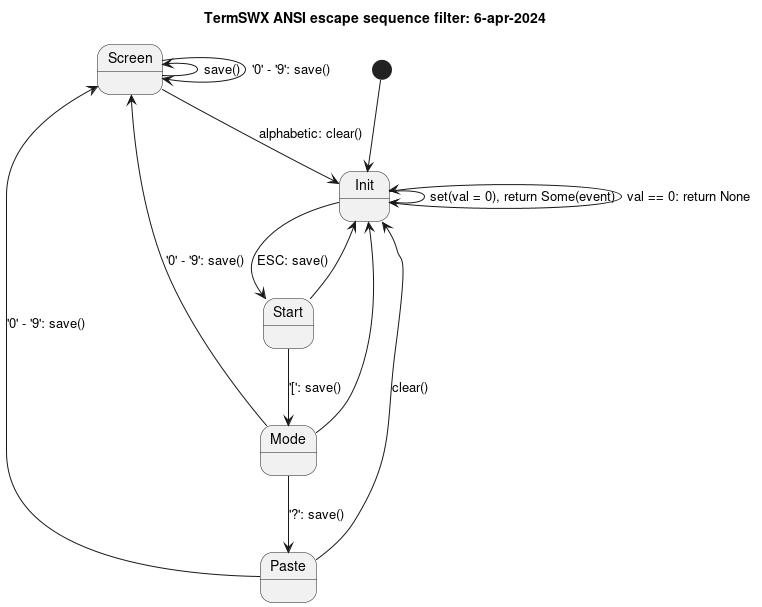 TermSWX ANSI escape sequence filter: 6-apr-2024
Screen
save()
'0' - '9': save()
alphabetic: clear()
Init
set(val = 0), return Some(event)
val == 0: return None
'0' - '9': save()
ESC: save()
Start
'0' - '9': save()
'[': save()
clear()
Mode
'?': save()
Paste